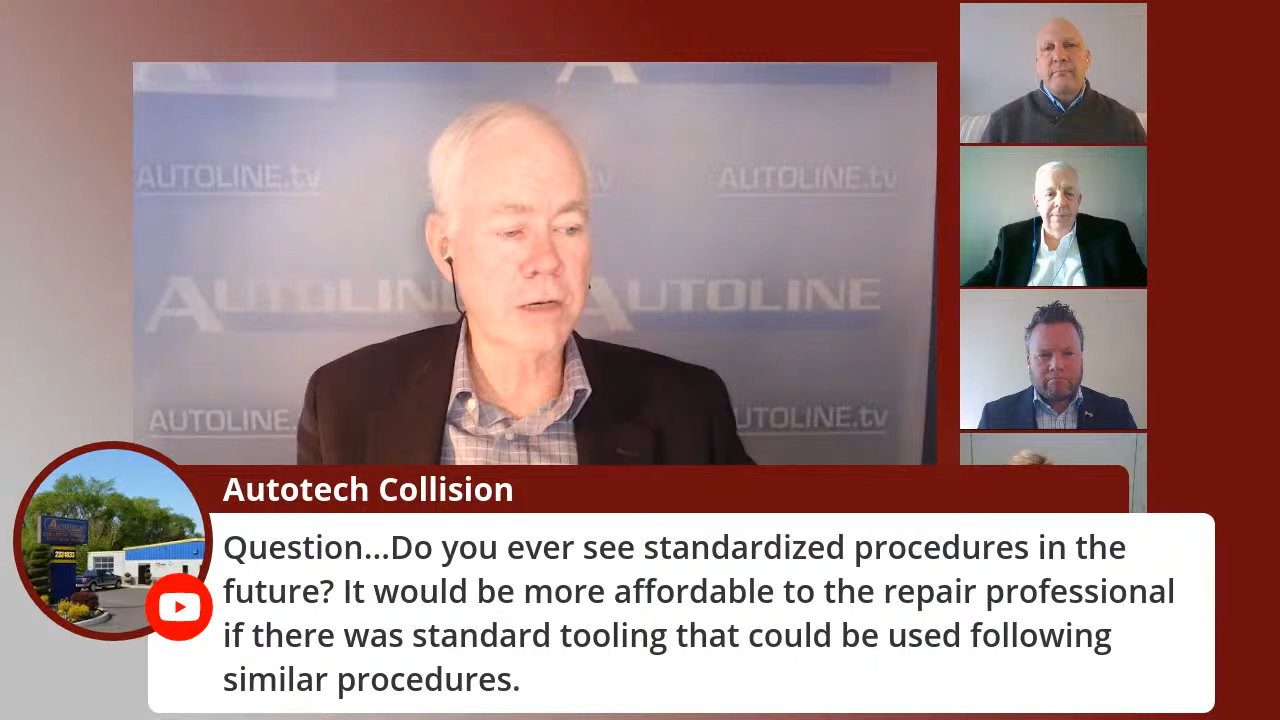 AUTOLINE.tv
AUTOLINE.tv
AUTOLINE
AUTOLINE
AUTOLINE.
UTOLINE.tv
Autotech Collision
Question...Do you ever see standardized procedures in the
future? It would be more affordable to the repair professional
if there was standard tooling that could be used following
similar procedures.